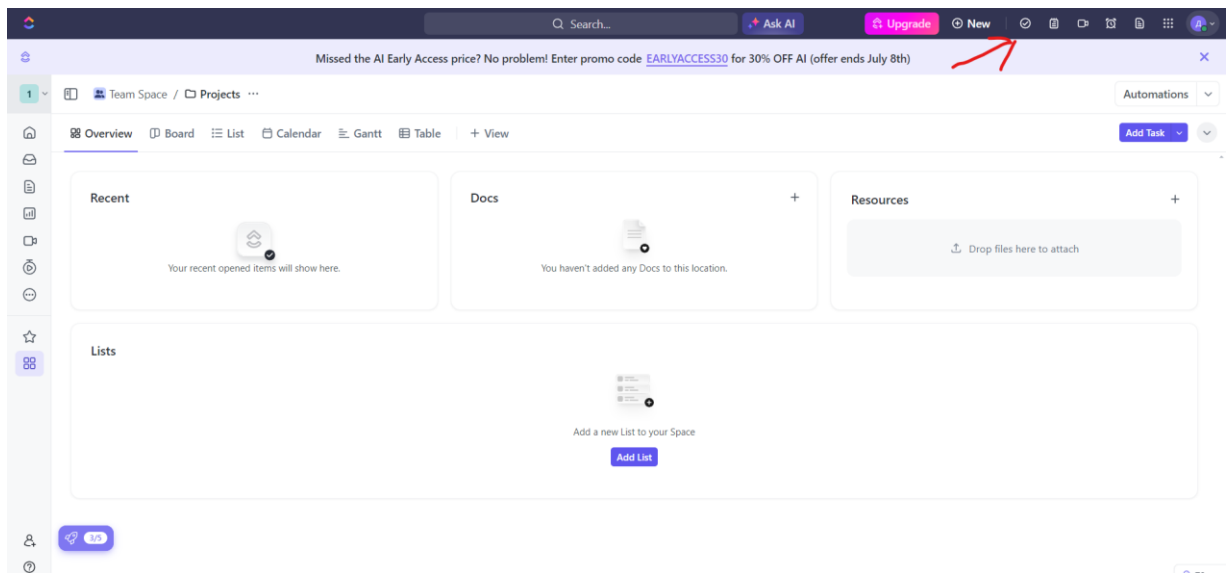 Search...
Ask AI
Upgrade
New
Missed the AI Early Access price? No problem! Enter promo code EARLYACCESS30 for 30% OFF AI (offer ends July 8th)
1
Team Space / Projects ...
Automations
Overview Board List Calendar Gantt Table + View
Add Task
Recent
Your recent opened items will show here.
Docs
You haven't added any Docs to this location.
Resources
Drop files here to attach
Lists
Add a new List to your Space
Add List
3/5